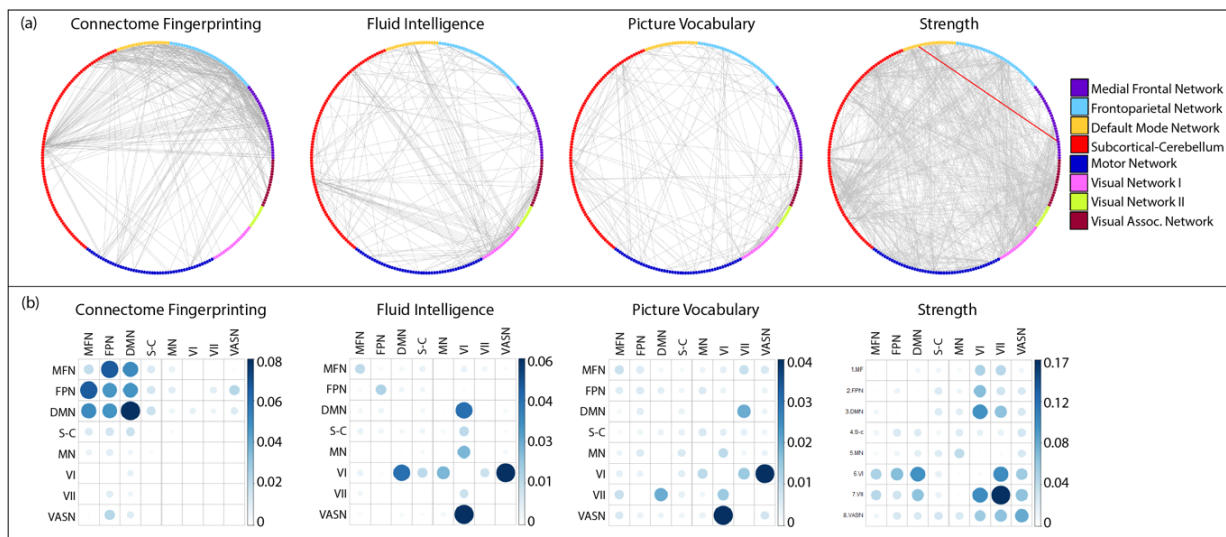 (a) Connectome Fingerprinting Fluid Intelligence Picture Vocabulary Strength
Medial Frontal Network
Frontoparietal Network
Default Mode Network
Subcortical-Cerebellum
Motor Network
Visual Network I
Visual Network II
Visual Assoc. Network
(b) Connectome Fingerprinting Fluid Intelligence Picture Vocabulary Strength
MFN FPN DMN S-C MN VI VII VASN
MFN
FPN
DMN
S-C
MN
VI
VII
VASN
0.08
0.06
0.04
0.02
0
MFN FPN DMN S-C MN VI VII VASN
MFN
FPN
DMN
S-C
MN
VI
VII
VASN
0.06
0.05
0.04
0.03
0.02
0.01
0
MFN FPN DMN S-C MN VI VII VASN
MFN
FPN
DMN
S-C
MN
VI
VII
VASN
0.04
0.03
0.02
0.01
0
MFN FPN DMN S-C MN VI VII VASN
1.MF
2.FPN
3.DMN
4.S-c
5.MN
6.VI
7.VII
8.VASN
0.17
0.12
0.08
0.04
0